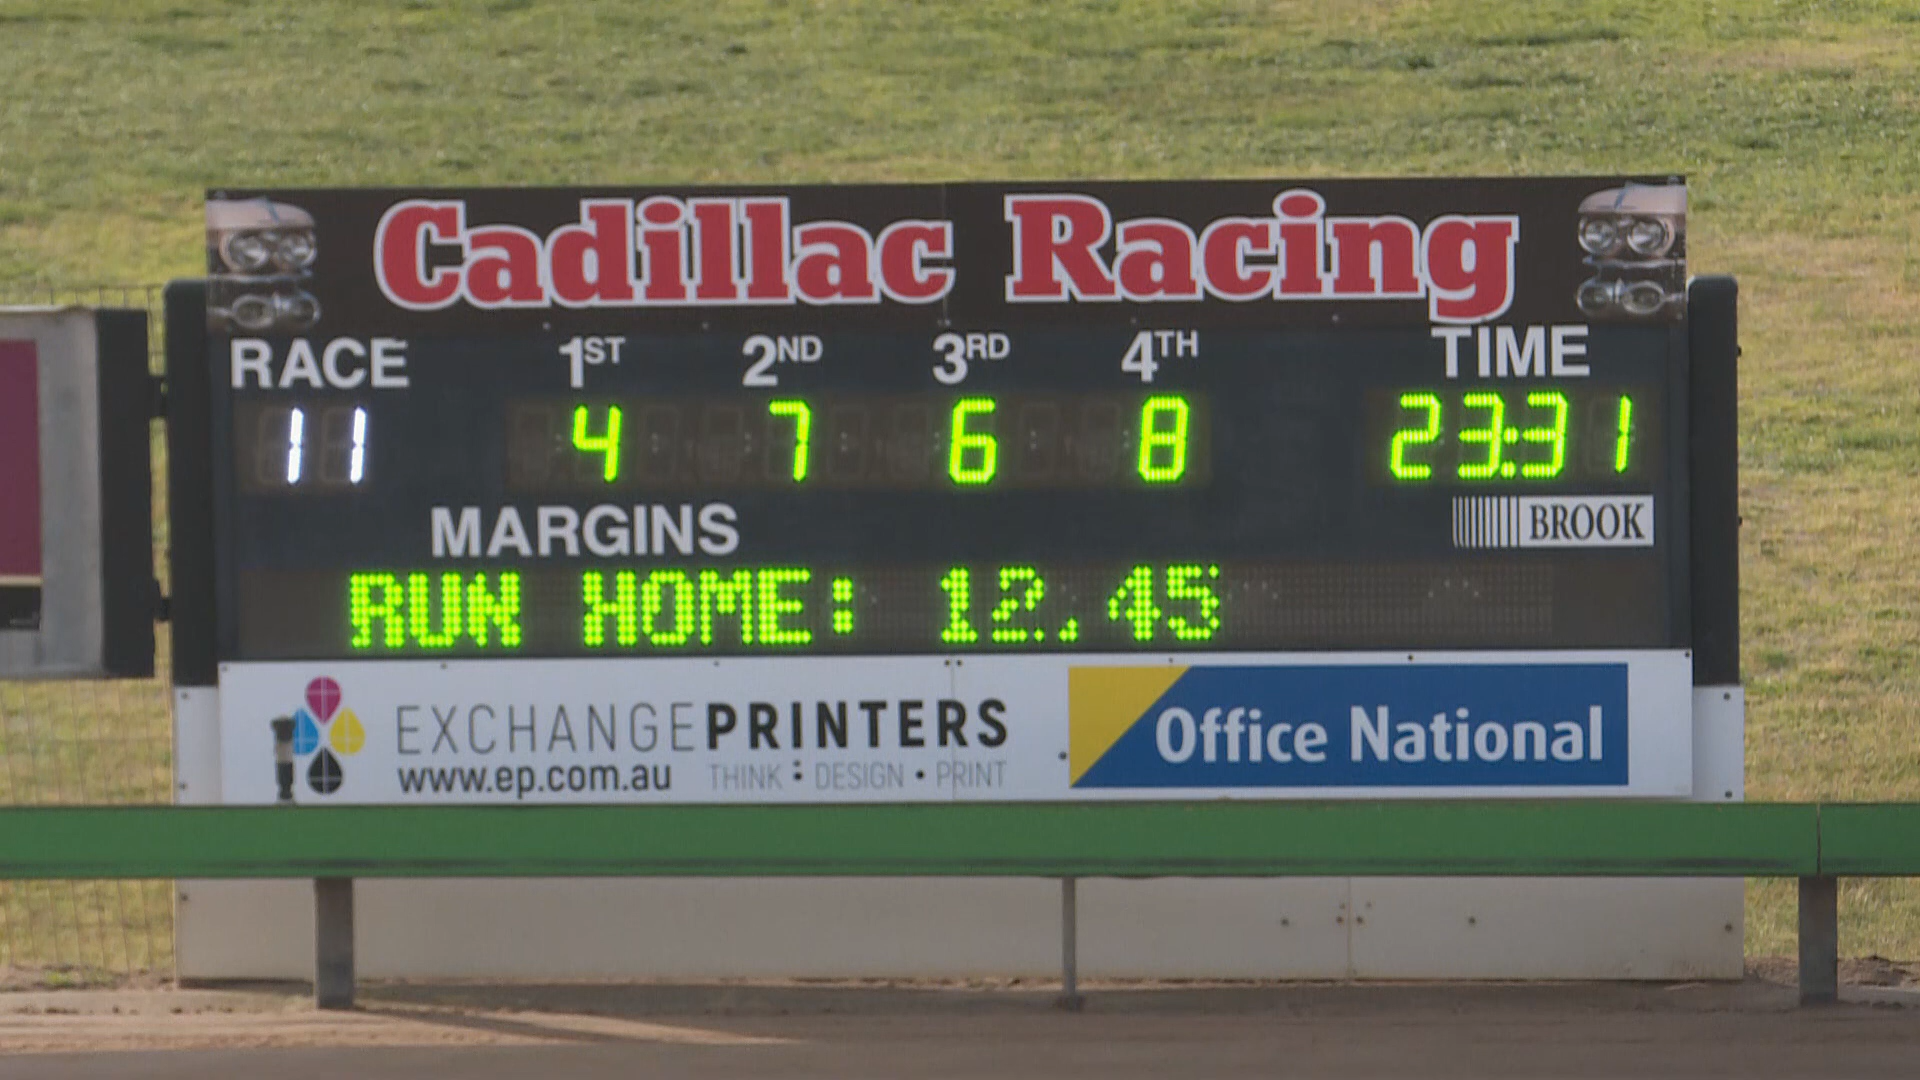 Cadillac Racing
RACE 1ST 2ND 3RD 4TH TIME
11 4 7 6 8 23:31
BROOK
MARGINS
RUN HOME: 12.45
EXCHANGEPRINTERS
www.ep.com.au THINK • DESIGN • PRINT
Office National